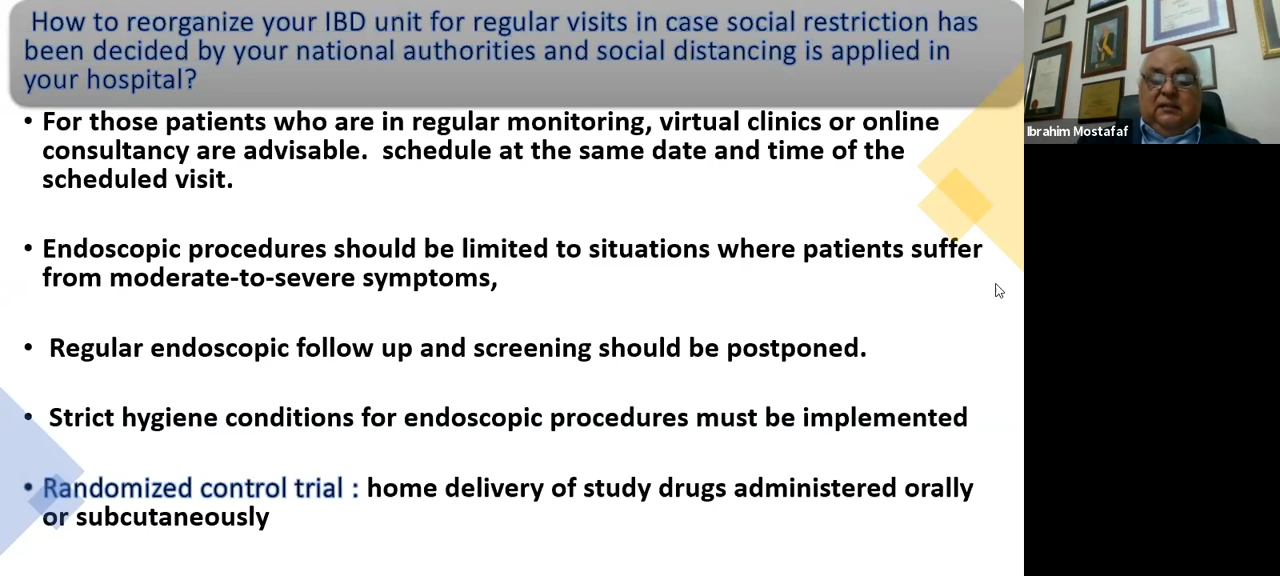 How to reorganize your IBD unit for regular visits in case social restriction has
been decided by your national authorities and social distancing is applied in
your hospital?
• For those patients who are in regular monitoring, virtual clinics or online
consultancy are advisable. schedule at the same date and time of the
scheduled visit.
• Endoscopic procedures should be limited to situations where patients suffer
from moderate-to-severe symptoms,
• Regular endoscopic follow up and screening should be postponed.
• Strict hygiene conditions for endoscopic procedures must be implemented
• Randomized control trial : home delivery of study drugs administered orally
or subcutaneously
Ibrahim Mostafaf